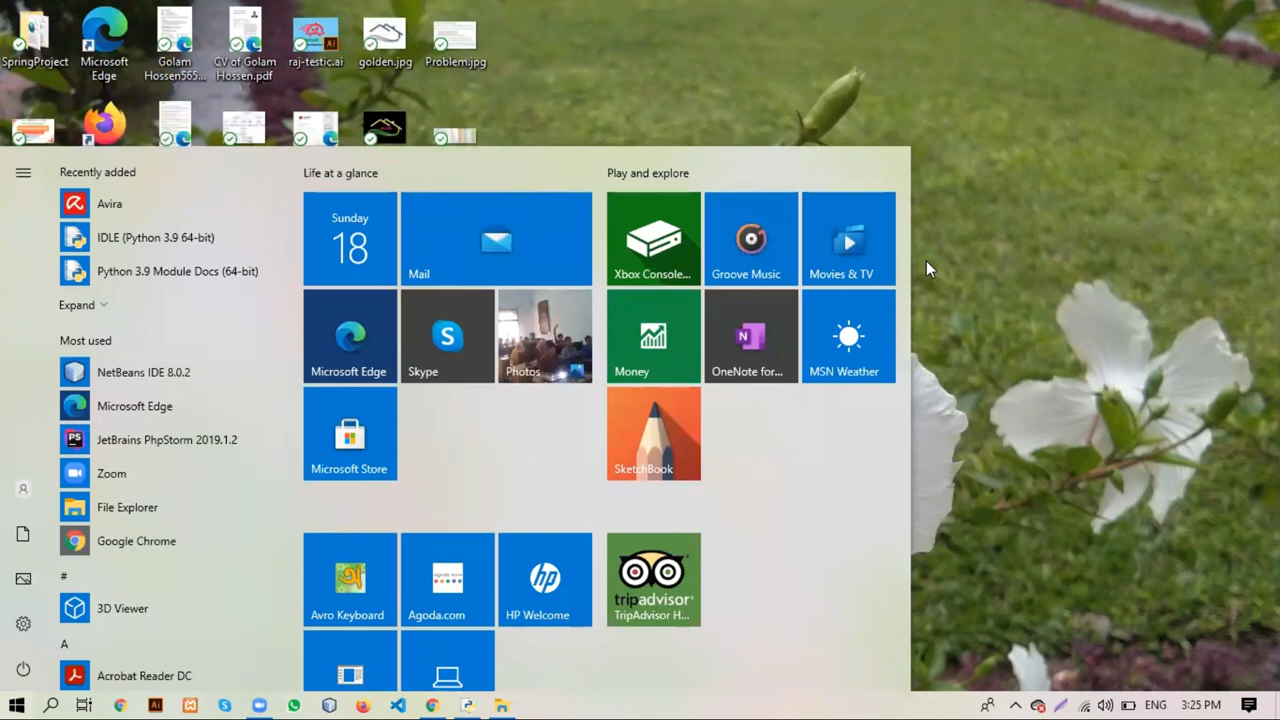 SpringProject
Microsoft Edge
Golam Hossen565...
CV of Golam Hossen.pdf
raj-testic.ai
golden.jpg
Problem.jpg
Recently added
Avira
IDLE (Python 3.9 64-bit)
Python 3.9 Module Docs (64-bit)
Expand
Most used
NetBeans IDE 8.0.2
Microsoft Edge
JetBrains PhpStorm 2019.1.2
Zoom
File Explorer
Google Chrome
#
3D Viewer
A
Acrobat Reader DC
Life at a glance
Sunday
18
Mail
Microsoft Edge
Skype
Photos
Microsoft Store
Avro Keyboard
Agoda.com
HP Welcome
Play and explore
Xbox Console...
Groove Music
Movies & TV
Money
OneNote for...
MSN Weather
SketchBook
tripadvisor
TripAdvisor H...
ENG
3:25 PM